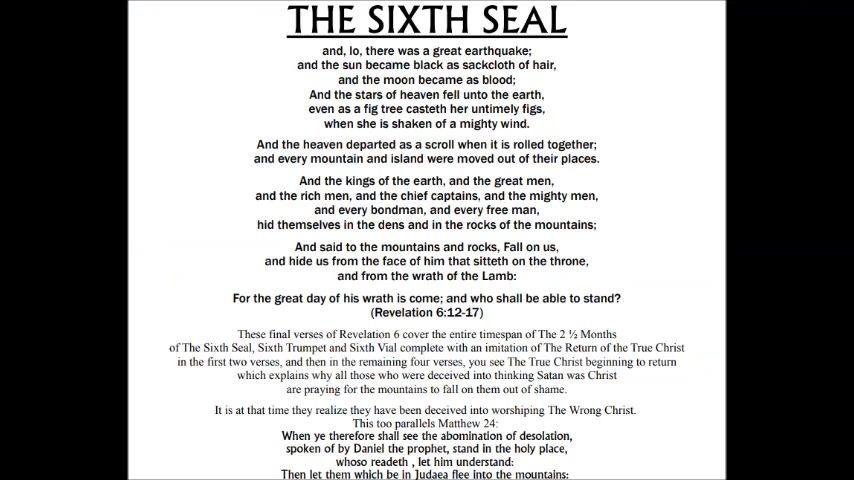 THE SIXTH SEAL
and, lo, there was a great earthquake;
and the sun became black as sackcloth of hair,
and the moon became as blood;
And the stars of heaven fell unto the earth,
even as a fig tree casteth her untimely figs,
when she is shaken of a mighty wind.
And the heaven departed as a scroll when it is rolled together;
and every mountain and island were moved out of their places.
And the kings of the earth, and the great men,
and the rich men, and the chief captains, and the mighty men,
and every bondman, and every free man,
hid themselves in the dens and in the rocks of the mountains;
And said to the mountains and rocks, Fall on us,
and hide us from the face of him that sitteth on the throne,
and from the wrath of the Lamb:
For the great day of his wrath is come; and who shall be able to stand?
(Revelation 6:12-17)
These final verses of Revelation 6 cover the entire timespan of The 2 ½ Months
of The Sixth Seal, Sixth Trumpet and Sixth Vial complete with an imitation of The Return of the True Christ
in the first two verses, and then in the remaining four verses, you see The True Christ beginning to return
which explains why all those who were deceived into thinking Satan was Christ
are praying for the mountains to fall on them out of shame.
It is at that time they realize they have been deceived into worshiping The Wrong Christ.
This too parallels Matthew 24:
When ye therefore shall see the abomination of desolation,
spoken of by Daniel the prophet, stand in the holy place,
whoso readeth , let him understand:
Then let them which be in Judaea flee into the mountains: